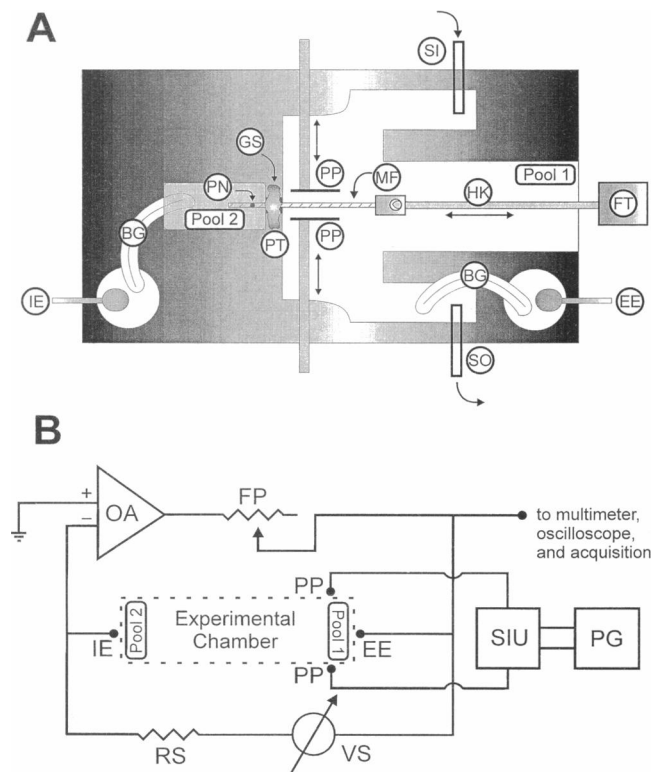 A
SI
GS
PP
MF
Pool 1
PN
HK
Pool 2
FT
BG
PT
PP
BG
IE
EE
SO
B
+
OA
FP
−
to multimeter,
oscilloscope,
and acquisition
PP
Pool 2
Experimental
Chamber
Pool 1
IE
EE
SIU
PG
PP
RS
VS